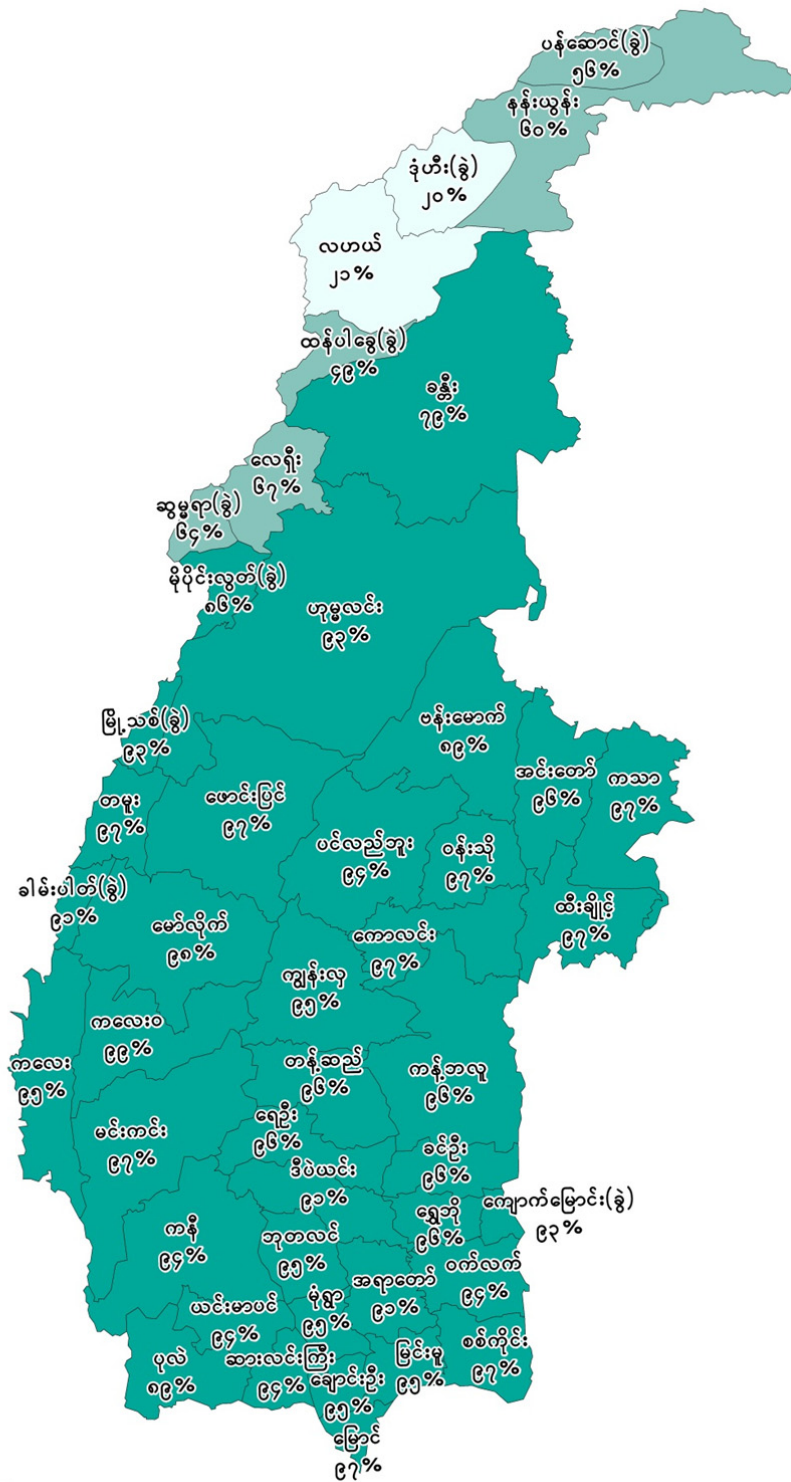 ပန်ဆောင်(ခွဲ)
၅၆%
နန်းယွန်း
၆၀%
ဒုံဟီး(ခွဲ)
၂၀%
လဟယ်
၂၁%
ထန်ပါခွေ(ခွဲ)
၄၉%
ခန္တီး
၇၉%
လေရှီး
၆၇%
ဆွမ္မရာ(ခွဲ)
၆၄%
မိုပိုင်းလွတ်(ခွဲ)
၈၆%
ဟုမ္မလင်း
၉၃%
မြို့သစ်(ခွဲ)
၉၃%
ဗန်းမောက်
၈၉%
အင်းတော်
၉၆%
ကသာ
၉၇%
တမူး
၉၇%
ဖောင်းပြင်
၉၇%
ပင်လည်ဘူး
၉၄%
ဝန်းသို
၉၇%
ခါမ်းပါတ်(ခွဲ)
၉၁%
မော်လိုက်
၉၈%
ကောလင်း
၉၇%
ထီးချိုင့်
၉၇%
ကျွန်းလှ
၉၅%
ကလေးဝ
၉၉%
ကလေး
၉၅%
တန့်ဆည်
၉၆%
ကန့်ဘလူ
၉၆%
မင်းကင်း
၉၇%
ရေဦး
၉၆%
ခင်ဦး
၉၆%
ဒီပဲယင်း
၉၁%
ရွှေဘို
၉၆%
ကျောက်မြောင်း(ခွဲ)
၉၃%
ကနီ
၉၄%
ဘုတလင်
၉၅%
အရာတော်
၉၁%
ဝက်လက်
၉၄%
ယင်းမာပင်
၉၄%
မုံရွာ
၉၅%
ပုလဲ
၈၉%
ဆားလင်းကြီး
၉၄%
ချောင်းဦး
၉၅%
မြင်းမူ
၉၅%
စစ်ကိုင်း
၉၇%
မြောင်
၉၇%